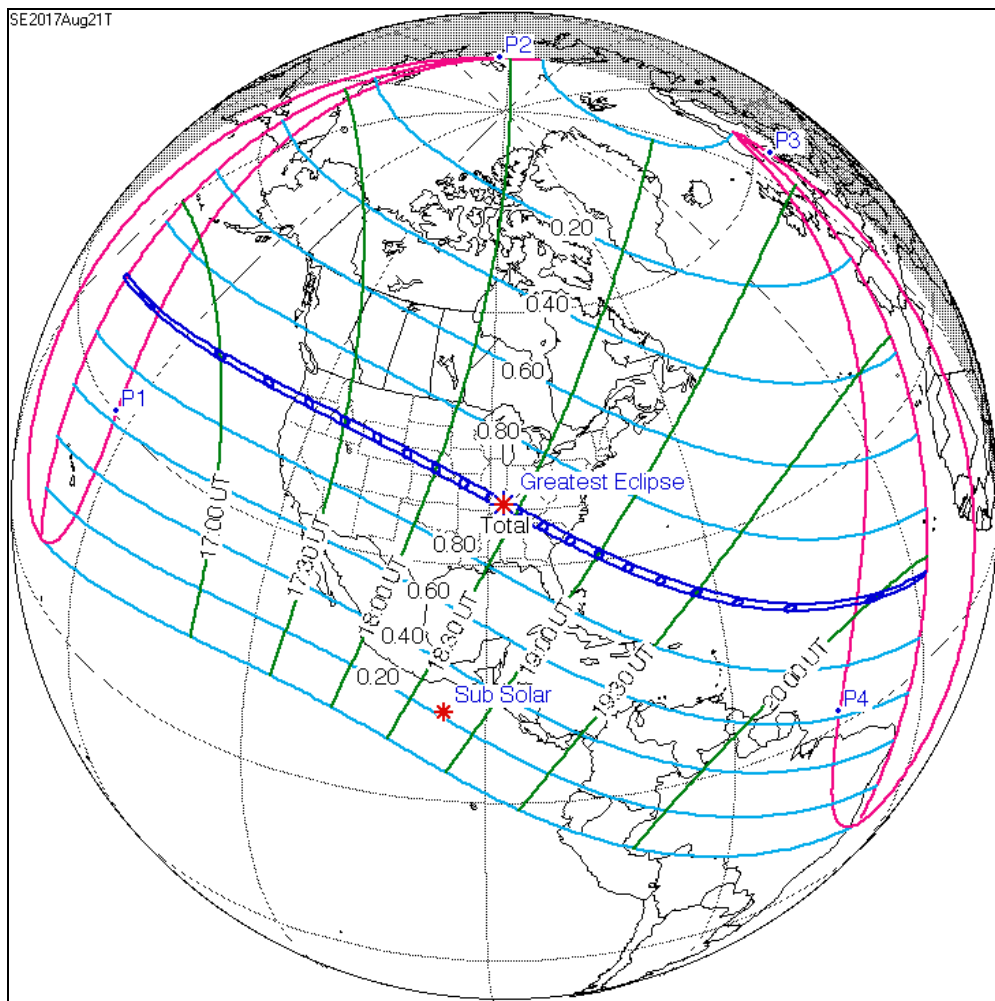 SE2017Aug21T
P2
P3
0.20
0.40
0.60
P1
0.80
Greatest Eclipse
Total
0.80
0.60
0.40
0.20
17:00 UT
17:30 UT
18:00 UT
18:30 UT
19:00 UT
19:30 UT
20:00 UT
Sub Solar
P4